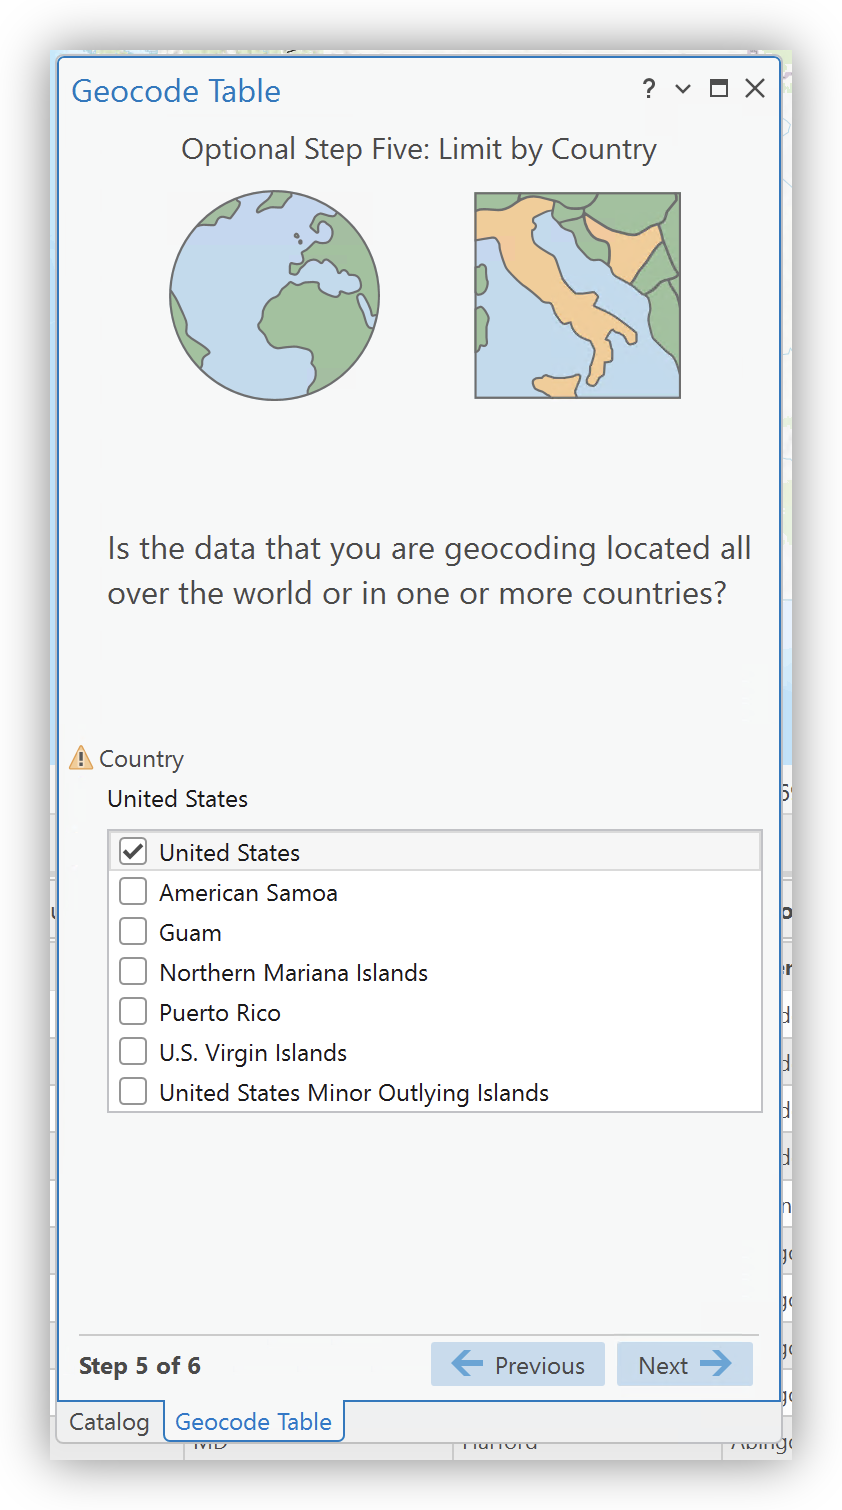 Geocode Table
?
Optional Step Five: Limit by Country
Is the data that you are geocoding located all
over the world or in one or more countries?
Country
United States
United States
American Samoa
Guam
Northern Mariana Islands
Puerto Rico
U.S. Virgin Islands
United States Minor Outlying Islands
Step 5 of 6
Previous
Next
Catalog
Geocode Table
MD
Harford